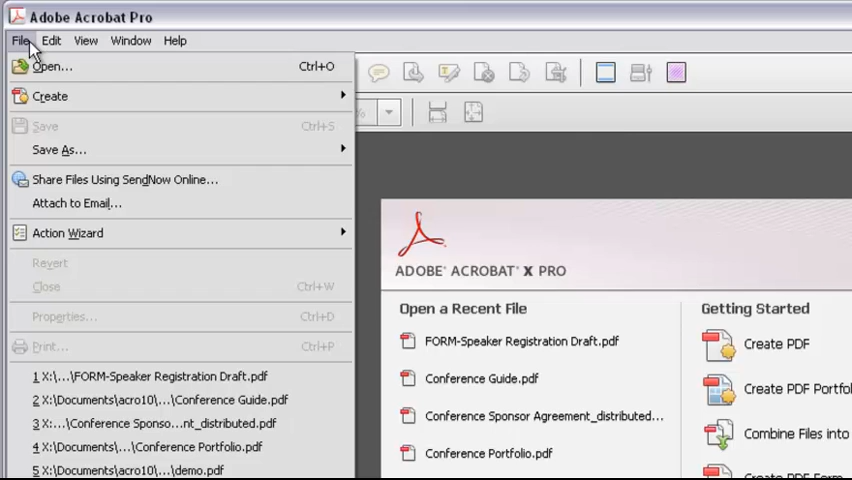 Adobe Acrobat Pro
File Edit View Window Help
Open... Ctrl+O
Create
Save Ctrl+S
Save As...
Share Files Using SendNow Online...
Attach to Email...
Action Wizard
Revert
Close Ctrl+W
Properties... Ctrl+D
Print... Ctrl+P
1 X:\...\FORM-Speaker Registration Draft.pdf
2 X:\Documents\acro10\...\Conference Guide.pdf
3 X:\...Conference Sponso...nt_distributed.pdf
4 X:\Documents\...\Conference Portfolio.pdf
5 X:\Documents\acro10\...\demo.pdf
%
ADOBE® ACROBAT® X PRO
Open a Recent File
FORM-Speaker Registration Draft.pdf
Conference Guide.pdf
Conference Sponsor Agreement_distributed...
Conference Portfolio.pdf
Getting Started
Create PDF
Create PDF Portfo
Combine Files into
Create PDF Form